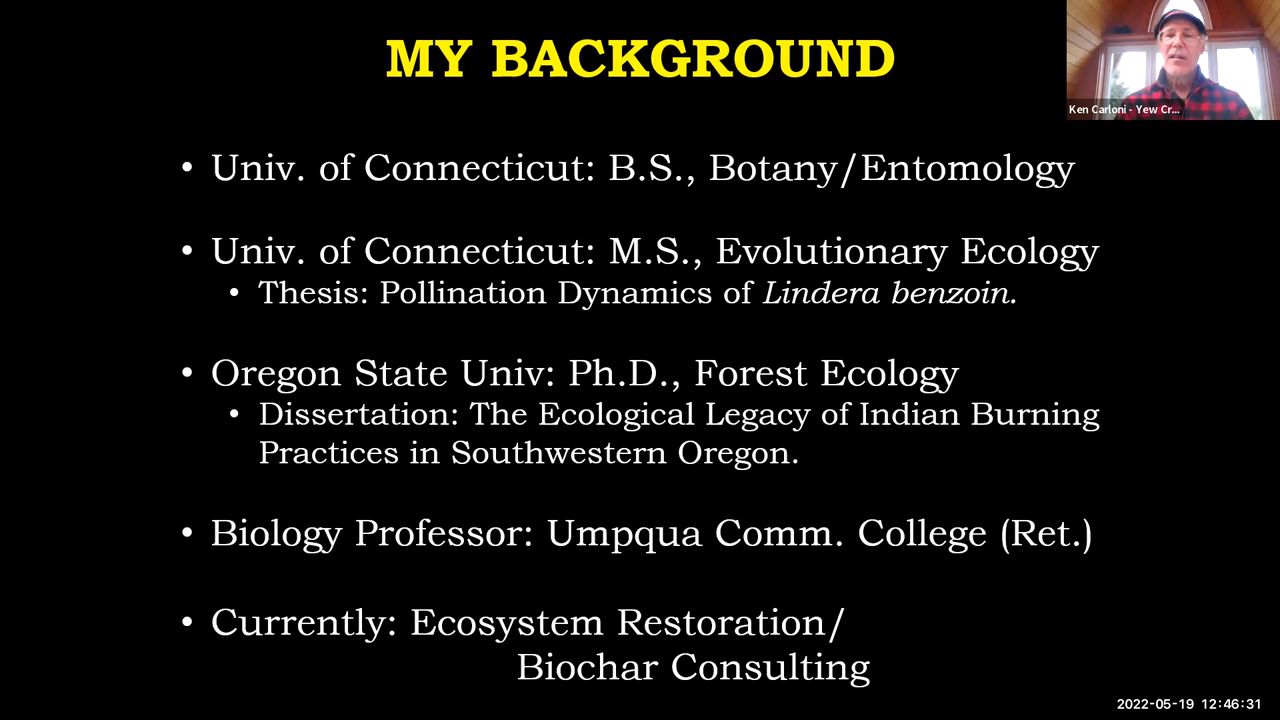 MY BACKGROUND
Ken Carloni - Yew Cr...
• Univ. of Connecticut: B.S., Botany/Entomology
• Univ. of Connecticut: M.S., Evolutionary Ecology
• Thesis: Pollination Dynamics of Lindera benzoin.
• Oregon State Univ: Ph.D., Forest Ecology
• Dissertation: The Ecological Legacy of Indian Burning
Practices in Southwestern Oregon.
• Biology Professor: Umpqua Comm. College (Ret.)
• Currently: Ecosystem Restoration/
Biochar Consulting
2022-05-19 12:46:31